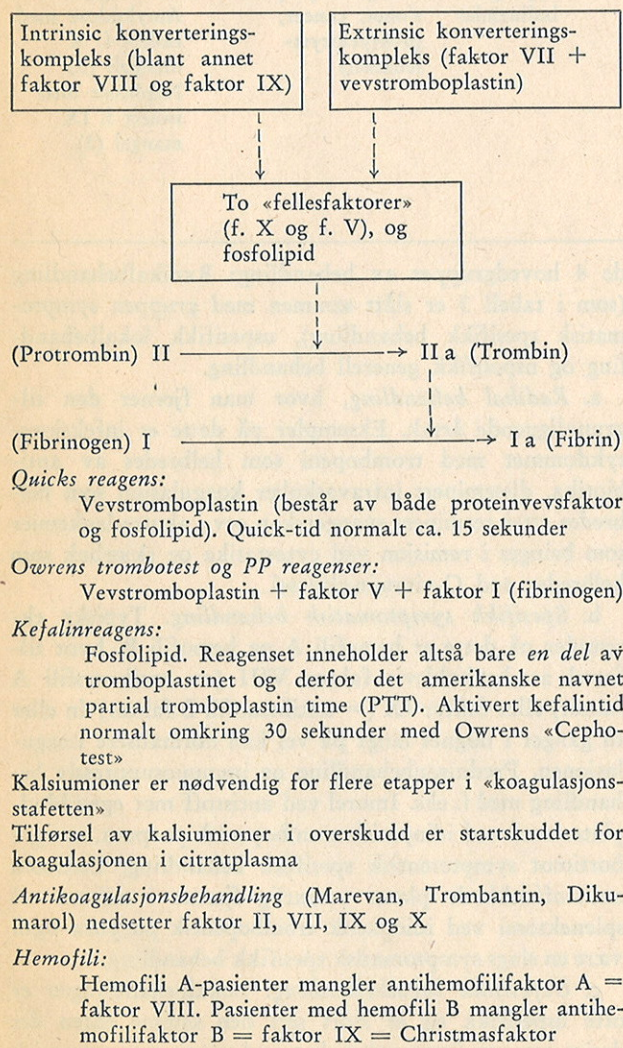 Intrinsic konverterings-
kompleks (blant annet
faktor VIII og faktor IX)
Extrinsic konverterings-
kompleks (faktor VII +
vevstromboplastin)
To «fellesfaktorer»
(f. X og f. V), og
fosfolipid
(Protrombin) II II a (Trombin)
(Fibrinogen) I I a (Fibrin)
Quicks reagens:
Vevstromboplastin (består av både proteinvevsfaktor
og fosfolipid). Quick-tid normalt ca. 15 sekunder
Owrens trombotest og PP reagenser:
Vevstromboplastin + faktor V + faktor I (fibrinogen)
Kefalinreagens:
Fosfolipid. Reagenset inneholder altså bare en del av
tromboplastinet og derfor det amerikanske navnet
partial tromboplastin time (PTT). Aktivert kefalintid
normalt omkring 30 sekunder med Owrens «Cepho-
test»
Kalsiumioner er nødvendig for flere etapper i «koagulasjons-
stafetten»
Tilførsel av kalsiumioner i overskudd er startskuddet for
koagulasjonen i citratplasma
Antikoagulasjonsbehandling (Marevan, Trombantin, Diku-
marol) nedsetter faktor II, VII, IX og X
Hemofili:
Hemofili A-pasienter mangler antihemofilifaktor A =
faktor VIII. Pasienter med hemofili B mangler antihe-
mofilifaktor B = faktor IX = Christmasfaktor